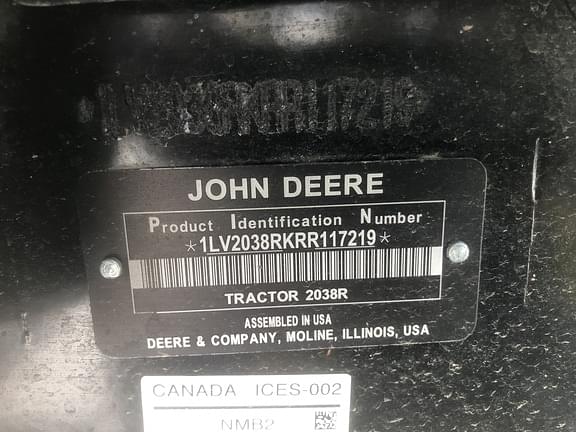 JOHN DEERE
Product Identification Number
*1LV2038RKRR117219*
TRACTOR 2038R
ASSEMBLED IN USA
DEERE & COMPANY, MOLINE, ILLINOIS, USA
CANADA ICES-002
NMB2